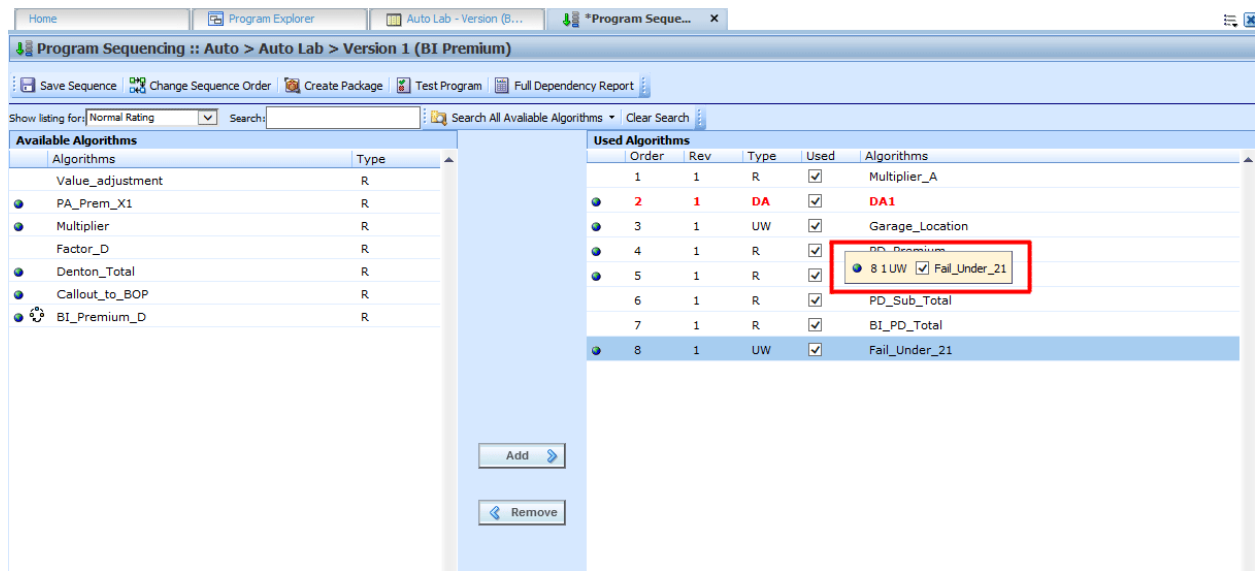 Home Program Explorer Auto Lab - Version (B... *Program Seque... x
Program Sequencing :: Auto > Auto Lab > Version 1 (BI Premium)
Save Sequence Change Sequence Order Create Package Test Program Full Dependency Report
Show listing for: Normal Rating Search: Search All Avaliable Algorithms Clear Search
Available Algorithms
Algorithms Type
Value_adjustment R
PA_Prem_X1 R
Multiplier R
Factor_D R
Denton_Total R
Callout_to_BOP R
BI_Premium_D R
Add
Remove
Used Algorithms
Order Rev Type Used Algorithms
1 1 R Multiplier_A
2 1 DA DA1
3 1 UW Garage_Location
4 1 R PD_Premium
8 1 UW Fail_Under_21
5 1 R
6 1 R PD_Sub_Total
7 1 R BI_PD_Total
8 1 UW Fail_Under_21